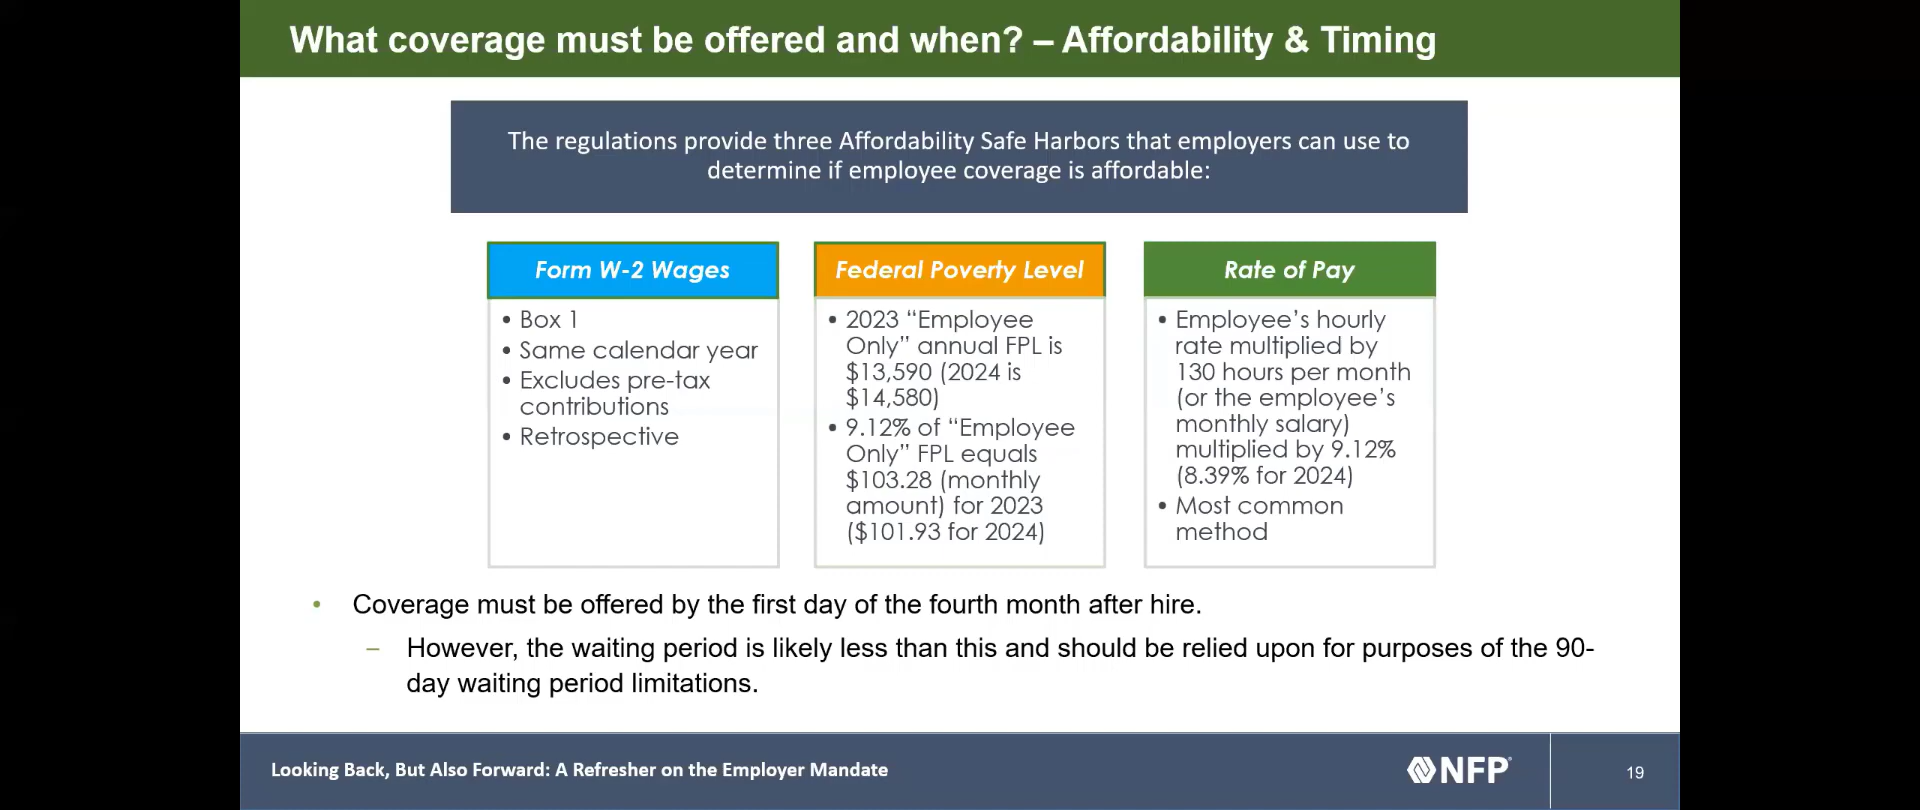 What coverage must be offered and when? – Affordability & Timing
The regulations provide three Affordability Safe Harbors that employers can use to
determine if employee coverage is affordable:
Form W-2 Wages
• Box 1
• Same calendar year
• Excludes pre-tax
contributions
• Retrospective
Federal Poverty Level
• 2023 “Employee
Only” annual FPL is
$13,590 (2024 is
$14,580)
• 9.12% of “Employee
Only” FPL equals
$103.28 (monthly
amount) for 2023
($101.93 for 2024)
Rate of Pay
• Employee’s hourly
rate multiplied by
130 hours per month
(or the employee’s
monthly salary)
multiplied by 9.12%
(8.39% for 2024)
• Most common
method
• Coverage must be offered by the first day of the fourth month after hire.
– However, the waiting period is likely less than this and should be relied upon for purposes of the 90-
day waiting period limitations.
Looking Back, But Also Forward: A Refresher on the Employer Mandate
NFP
19